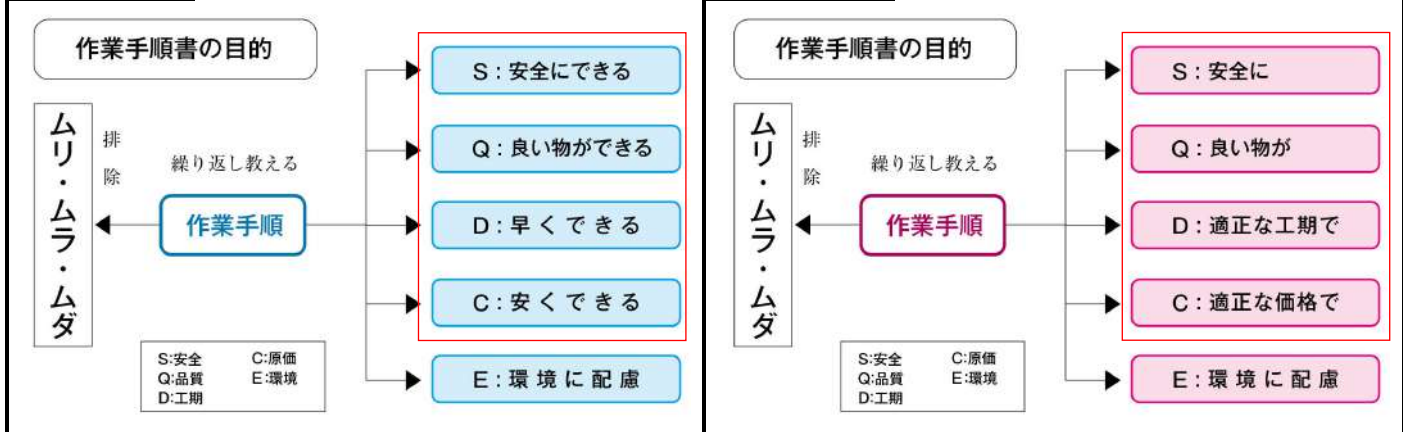 作業手順書の目的
ムリ・ムラ・ムダ
排除
繰り返し教える
作業手順
S：安全にできる
Q：良い物ができる
D：早くできる
C：安くできる
E：環境に配慮
S:安全 C:原価
Q:品質 E:環境
D:工期
作業手順書の目的
ムリ・ムラ・ムダ
排除
繰り返し教える
作業手順
S：安全に
Q：良い物が
D：適正な工期で
C：適正な価格で
E：環境に配慮
S:安全 C:原価
Q:品質 E:環境
D:工期